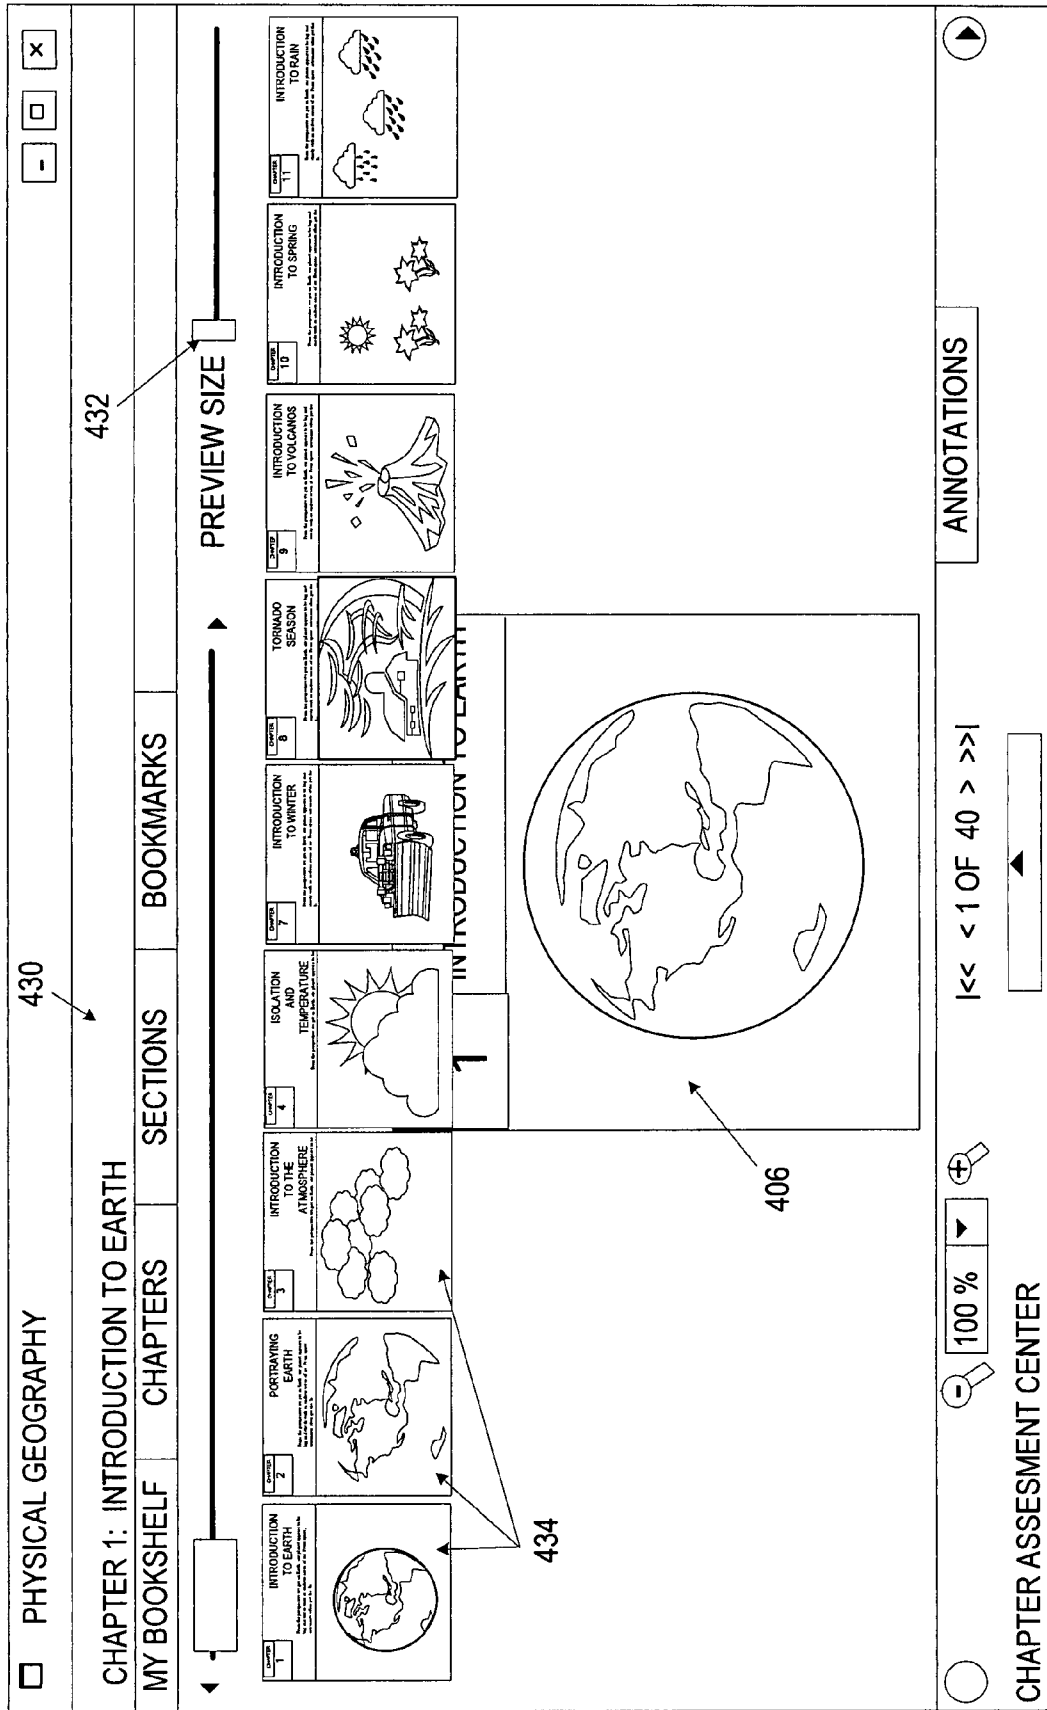 PHYSICAL GEOGRAPHY
- x
430
CHAPTER 1: INTRODUCTION TO EARTH
432
MY BOOKSHELF CHAPTERS SECTIONS BOOKMARKS
PREVIEW SIZE
CHAPTER
1
INTRODUCTION
TO EARTH
CHAPTER
2
PORTRAYING
EARTH
CHAPTER
3
INTRODUCTION
TO THE
ATMOSPHERE
CHAPTER
4
ISOLATION
AND
TEMPERATURE
CHAPTER
7
INTRODUCTION
TO WINTER
CHAPTER
8
TORNADO
SEASON
CHAPTER
9
INTRODUCTION
TO VOLCANOS
CHAPTER
10
INTRODUCTION
TO SPRING
CHAPTER
11
INTRODUCTION
TO RAIN
434
1
INTRODUCTION TO EARTH
406
ANNOTATIONS
- 100 % + |<< < 1 OF 40 > >>|
CHAPTER ASSESMENT CENTER